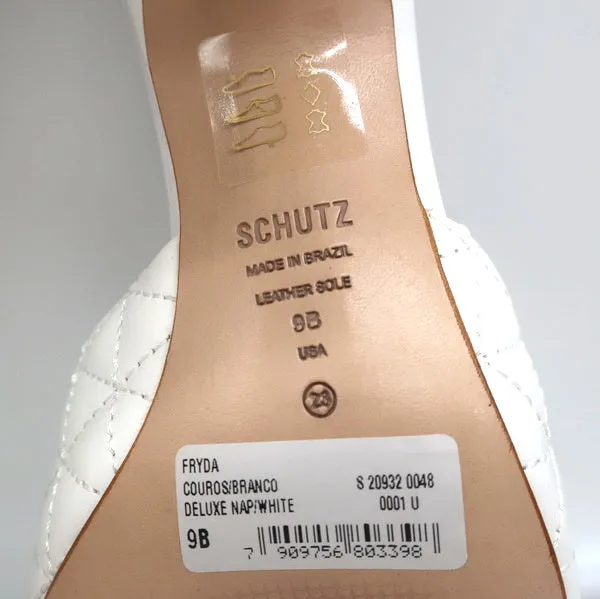 SCHUTZ
MADE IN BRAZIL
LEATHER SOLE
9B
USA
23
FRYDA
COUROS/BRANCO S 20932 0048
DELUXE NAP/WHITE 0001 U
9B
7 909756 803398